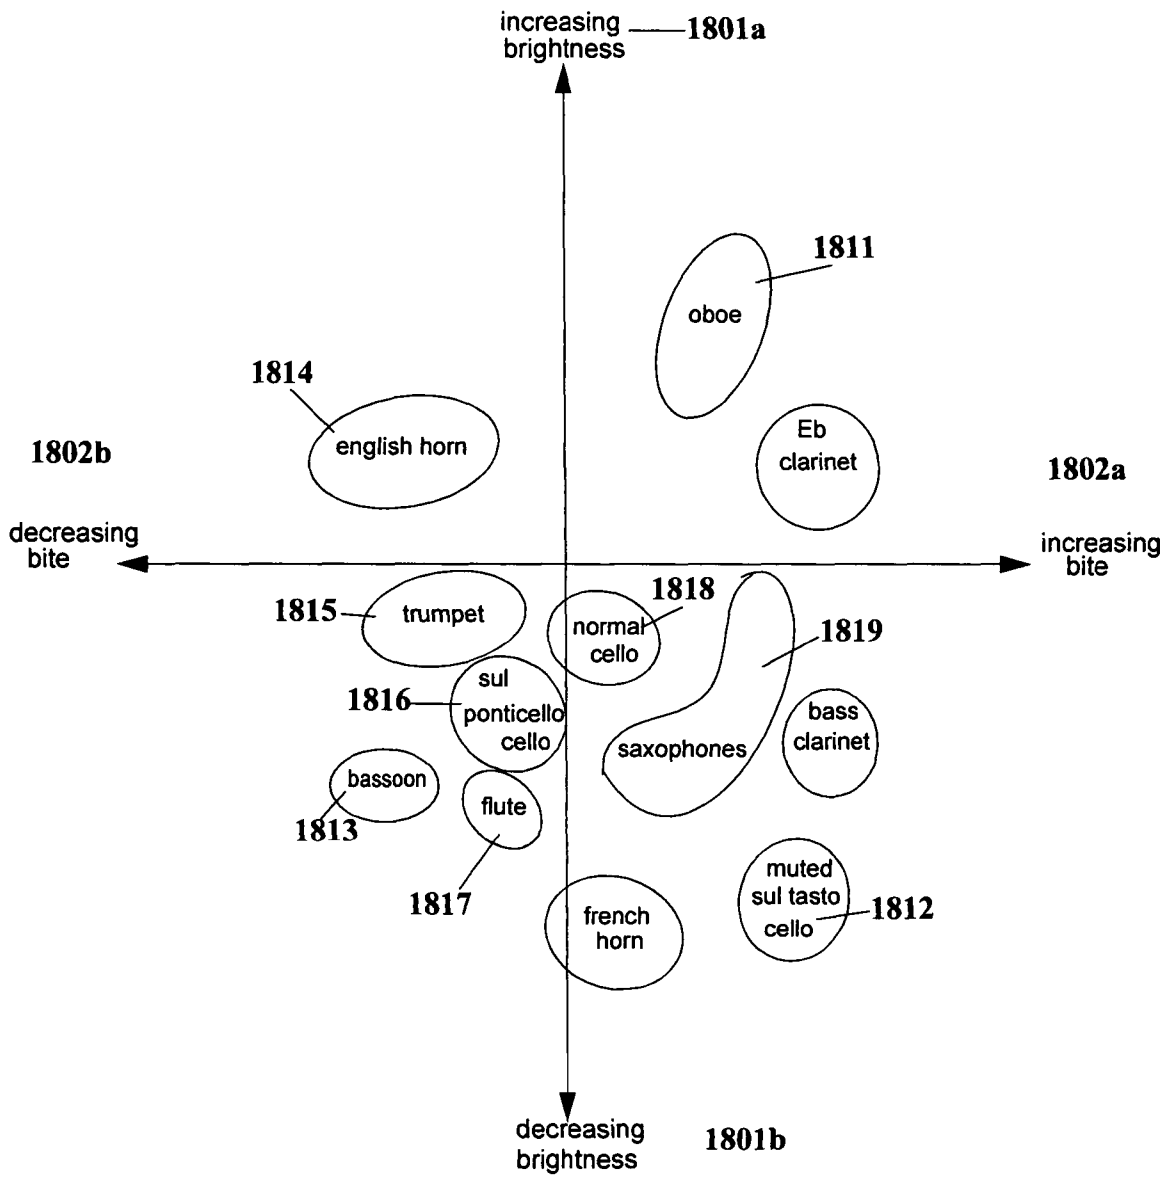 increasing
brightness
1801a
1811
oboe
1814
english horn
Eb
clarinet
1802b
1802a
decreasing
bite
increasing
bite
1815
trumpet
1818
normal
cello
1819
1816
sul
ponticello
cello
saxophones
bass
clarinet
bassoon
1813
flute
1817
muted
sul tasto
cello
1812
french
horn
decreasing
brightness
1801b